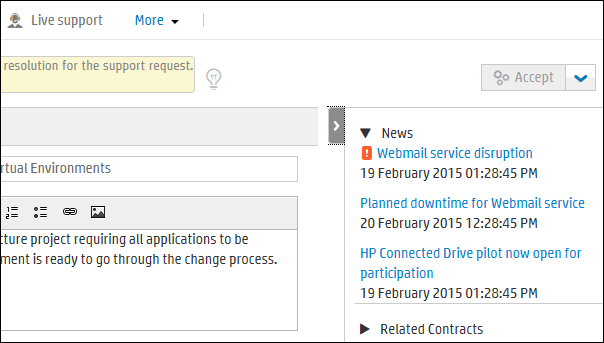 Live support More
resolution for the support request.
Accept
News
rtual Environments
Webmail service disruption
19 February 2015 01:28:45 PM
Planned downtime for Webmail service
20 February 2015 12:28:45 PM
cture project requiring all applications to be
ment is ready to go through the change process.
HP Connected Drive pilot now open for
participation
19 February 2015 01:28:45 PM
Related Contracts